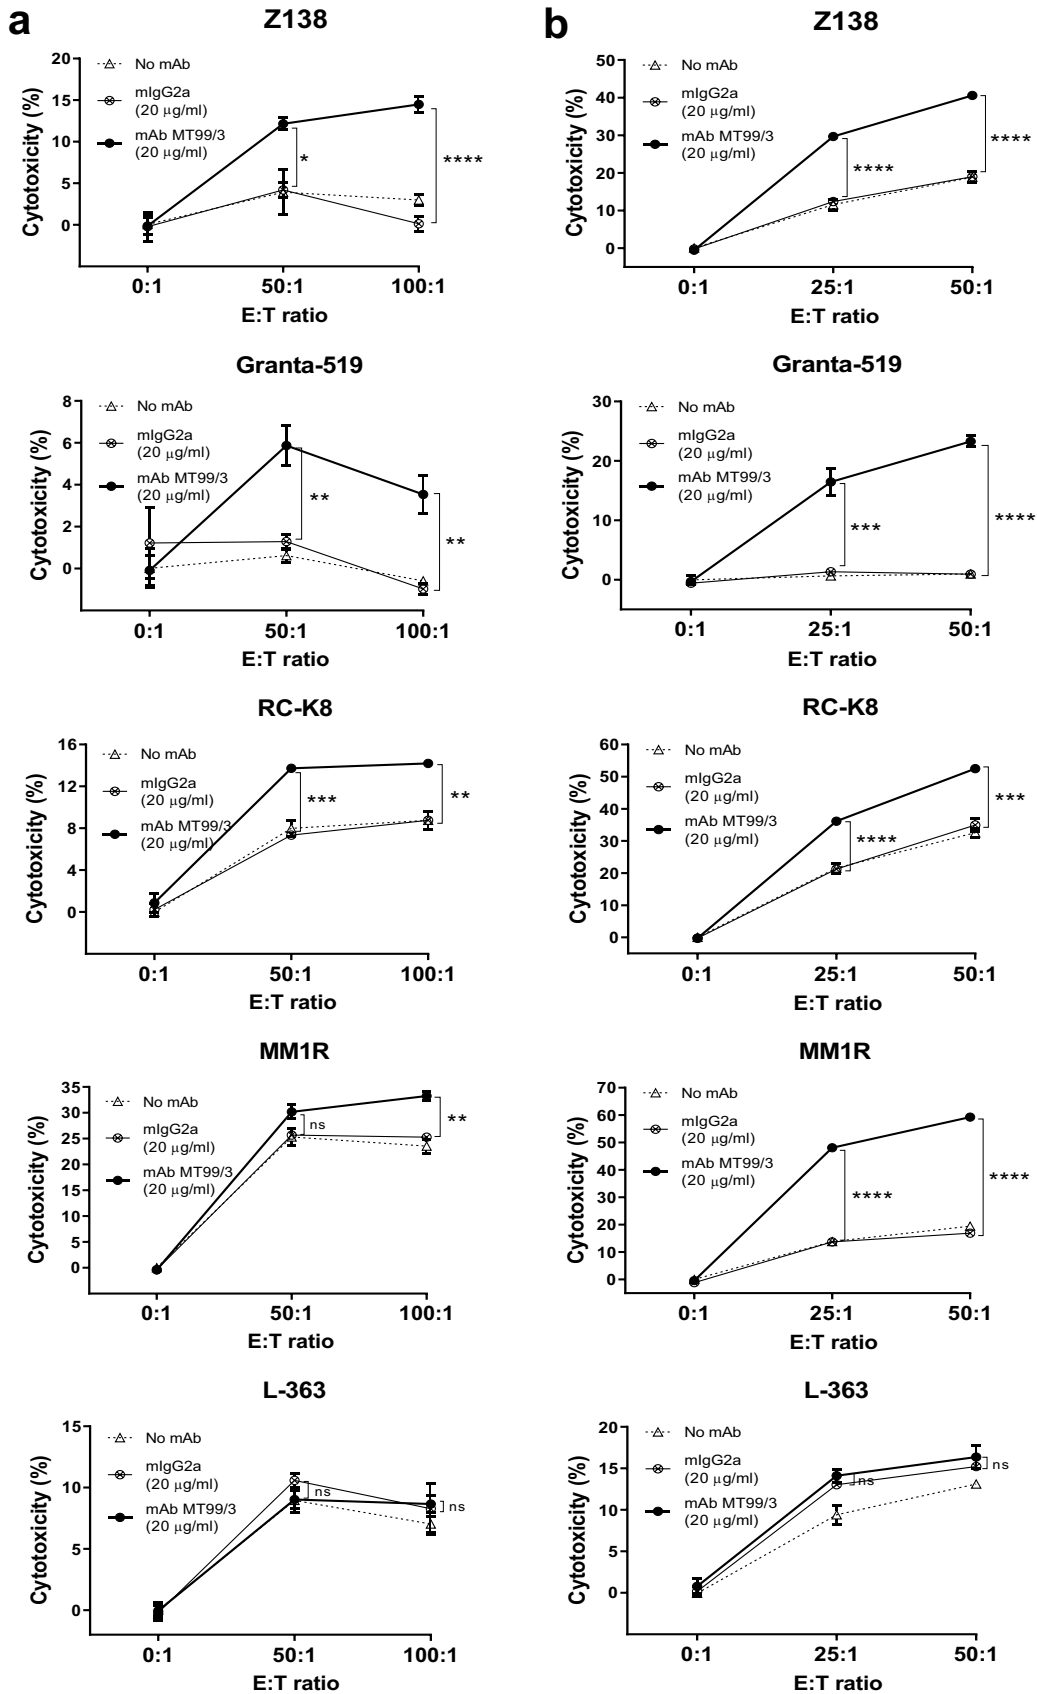 a
Z138
Cytotoxicity (%)
20
15
10
5
0
No mAb
mIgG2a
(20 µg/ml)
mAb MT99/3
(20 µg/ml)
*
****
0:1
50:1
100:1
E:T ratio
b
Z138
Cytotoxicity (%)
50
40
30
20
10
0
No mAb
mIgG2a
(20 µg/ml)
mAb MT99/3
(20 µg/ml)
****
****
0:1
25:1
50:1
E:T ratio
Granta-519
Cytotoxicity (%)
8
6
4
2
0
No mAb
mIgG2a
(20 µg/ml)
mAb MT99/3
(20 µg/ml)
**
**
0:1
50:1
100:1
E:T ratio
Granta-519
Cytotoxicity (%)
30
20
10
0
No mAb
mIgG2a
(20 µg/ml)
mAb MT99/3
(20 µg/ml)
***
****
0:1
25:1
50:1
E:T ratio
RC-K8
Cytotoxicity (%)
16
12
8
4
0
No mAb
mIgG2a
(20 µg/ml)
mAb MT99/3
(20 µg/ml)
***
**
0:1
50:1
100:1
E:T ratio
RC-K8
Cytotoxicity (%)
60
50
40
30
20
10
0
No mAb
mIgG2a
(20 µg/ml)
mAb MT99/3
(20 µg/ml)
****
***
0:1
25:1
50:1
E:T ratio
MM1R
Cytotoxicity (%)
35
30
25
20
15
10
5
0
No mAb
mIgG2a
(20 µg/ml)
mAb MT99/3
(20 µg/ml)
ns
**
0:1
50:1
100:1
E:T ratio
MM1R
Cytotoxicity (%)
70
60
50
40
30
20
10
0
No mAb
mIgG2a
(20 µg/ml)
mAb MT99/3
(20 µg/ml)
****
****
0:1
25:1
50:1
E:T ratio
L-363
Cytotoxicity (%)
15
10
5
0
No mAb
mIgG2a
(20 µg/ml)
mAb MT99/3
(20 µg/ml)
ns
ns
0:1
50:1
100:1
E:T ratio
L-363
Cytotoxicity (%)
20
15
10
5
0
No mAb
mIgG2a
(20 µg/ml)
mAb MT99/3
(20 µg/ml)
ns
ns
0:1
25:1
50:1
E:T ratio